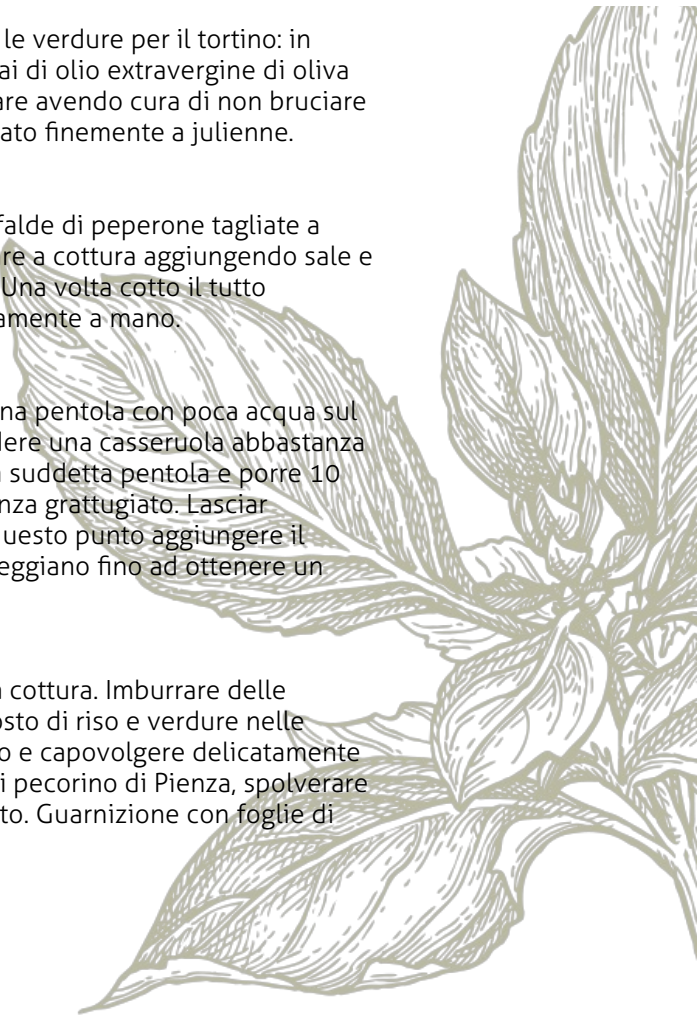 le verdure per il tortino: in
ai di olio extravergine di oliva
are avendo cura di non bruciare
ato finemente a julienne.
falde di peperone tagliate a
re a cottura aggiungendo sale e
Una volta cotto il tutto
amente a mano.
na pentola con poca acqua sul
dere una casseruola abbastanza
a suddetta pentola e porre 10
nza grattugiato. Lasciar
uesto punto aggiungere il
eggiano fino ad ottenere un
a cottura. Imburrare delle
osto di riso e verdure nelle
o e capovolgere delicatamente
i pecorino di Pienza, spolverare
to. Guarnizione con foglie di